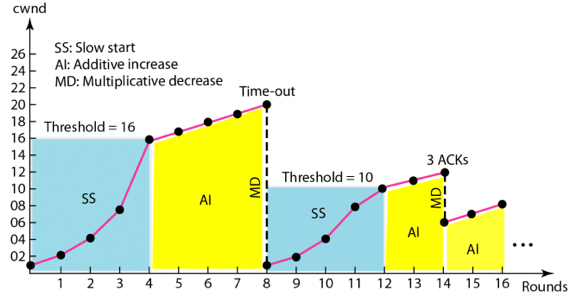 cwnd
SS: Slow start
AI: Additive increase
MD: Multiplicative decrease
26
24
22
20
18
16
14
12
10
08
06
04
02
Threshold = 16
Time-out
Threshold = 10
3 ACKs
SS
AI
MD
SS
AI
MD
AI
...
1 2 3 4 5 6 7 8 9 10 11 12 13 14 15 16 Rounds